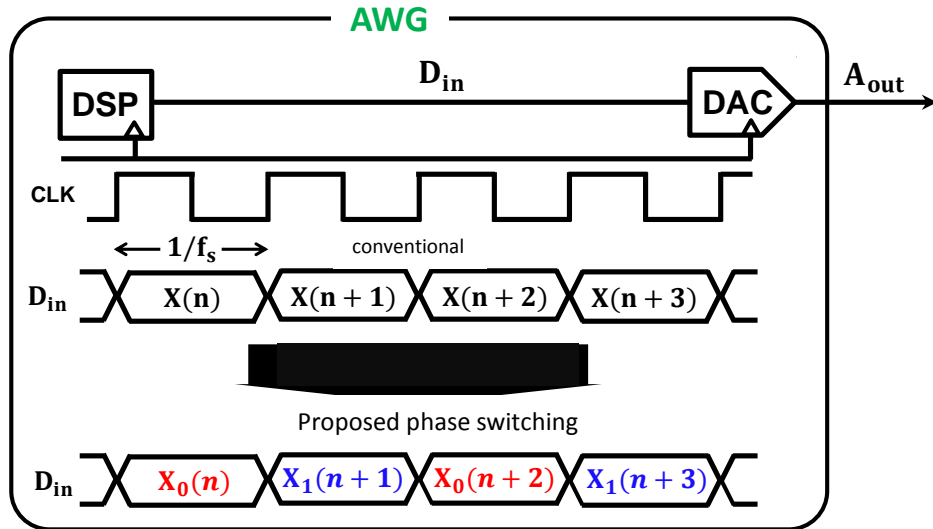 AWG
DSP
D_in
DAC
A_out
CLK
1/f_s
conventional
D_in X(n) X(n + 1) X(n + 2) X(n + 3)
Proposed phase switching
D_in X_0(n) X_1(n + 1) X_0(n + 2) X_1(n + 3)